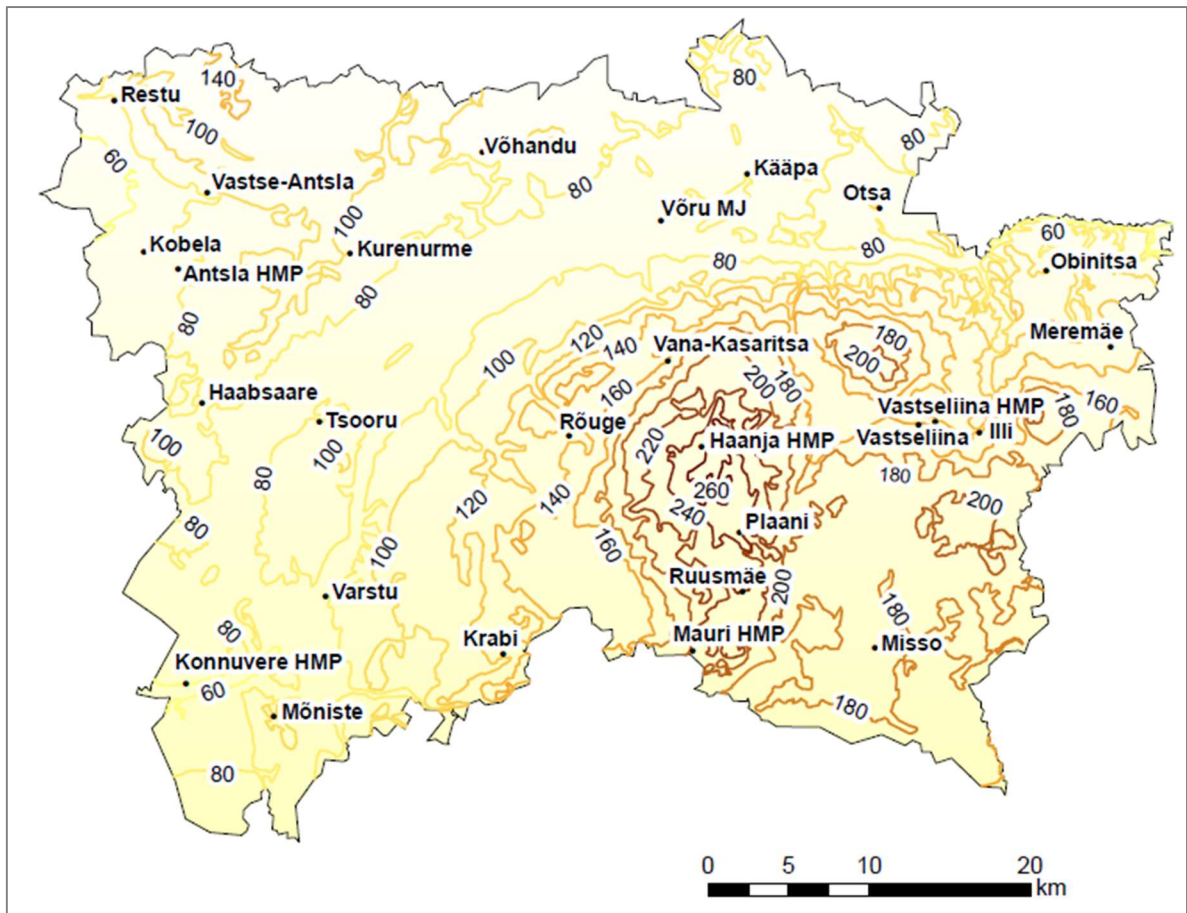 80
140
Restu
100
Võhandu
80
60
Kääpa
80
Vastse-Antsla
Otsa
Võru MJ
100
60
Kobela
Kurenurme
80
80
Obinitsa
Antsla HMP
80
80
120
180
Meremäe
140
Vana-Kasaritsa
200
100
200
180
160
Haabsaare
160
Vastseliina HMP
180
Tsooru
Rõuge
Vastseliina
Illi
100
100
220
Haanja HMP
80
180
260
120
140
200
240
Plaani
80
100
160
Ruusmäe
200
Varstu
180
80
Krabi
Mauri HMP
Misso
Konnuvere HMP
60
Mõniste
180
80
0
5
10
20
km